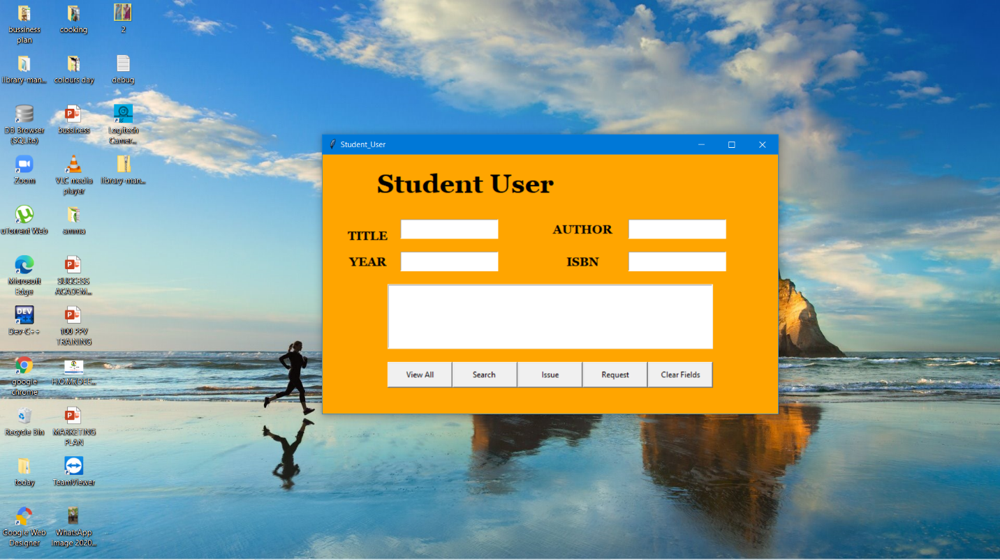 bussiness
plan
cooking
2
library-man...
colours day
debug
DB Browser
(SQLite)
bussiness
Logitech
Camer...
Zoom
VLC media
player
library-man...
uTorrent Web
amma
Microsoft
Edge
SUCCESS
ACADEM...
DEV
Dev-C++
100 PPV
TRAINING
google
chrome
Recycle Bin
MARKETING
PLAN
today
TeamViewer
Google Web
Designer
WhatsApp
Image 2020...
Student_User
Student User
TITLE
AUTHOR
YEAR
ISBN
View All
Search
Issue
Request
Clear Fields